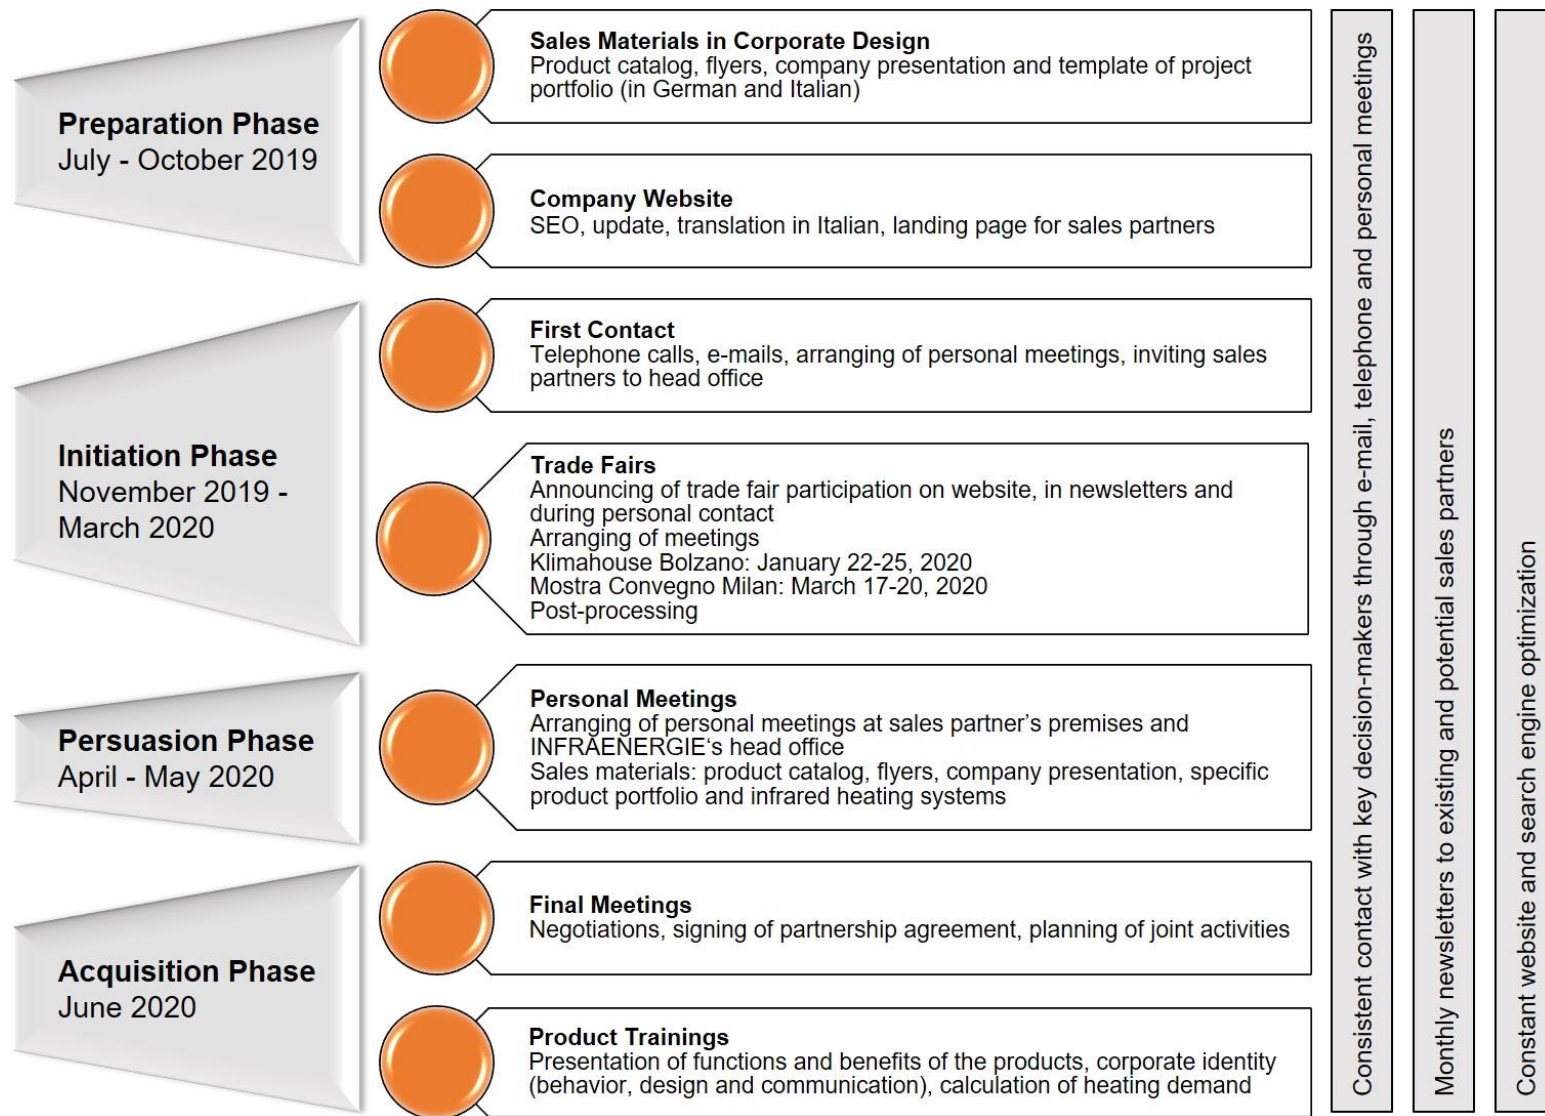 Preparation Phase
July - October 2019
Sales Materials in Corporate Design
Product catalog, flyers, company presentation and template of project
portfolio (in German and Italian)
Company Website
SEO, update, translation in Italian, landing page for sales partners
Initiation Phase
November 2019 -
March 2020
First Contact
Telephone calls, e-mails, arranging of personal meetings, inviting sales
partners to head office
Trade Fairs
Announcing of trade fair participation on website, in newsletters and
during personal contact
Arranging of meetings
Klimahouse Bolzano: January 22-25, 2020
Mostra Convegno Milan: March 17-20, 2020
Post-processing
Persuasion Phase
April - May 2020
Personal Meetings
Arranging of personal meetings at sales partner’s premises and
INFRAENERGIE‘s head office
Sales materials: product catalog, flyers, company presentation, specific
product portfolio and infrared heating systems
Acquisition Phase
June 2020
Final Meetings
Negotiations, signing of partnership agreement, planning of joint activities
Product Trainings
Presentation of functions and benefits of the products, corporate identity
(behavior, design and communication), calculation of heating demand
Consistent contact with key decision-makers through e-mail, telephone and personal meetings
Monthly newsletters to existing and potential sales partners
Constant website and search engine optimization